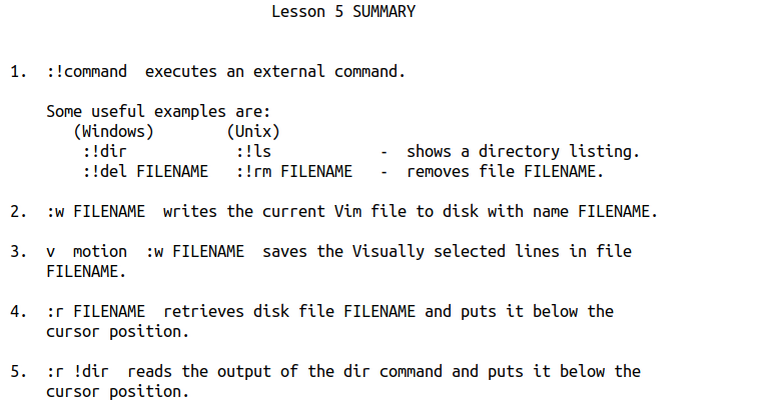 Lesson 5 SUMMARY
1.  :!command  executes an external command.
Some useful examples are:
(Windows)        (Unix)
:!dir            :!ls            -  shows a directory listing.
:!del FILENAME   :!rm FILENAME   -  removes file FILENAME.
2.  :w FILENAME  writes the current Vim file to disk with name FILENAME.
3.  v  motion  :w FILENAME  saves the Visually selected lines in file
FILENAME.
4.  :r FILENAME  retrieves disk file FILENAME and puts it below the
cursor position.
5.  :r !dir  reads the output of the dir command and puts it below the
cursor position.